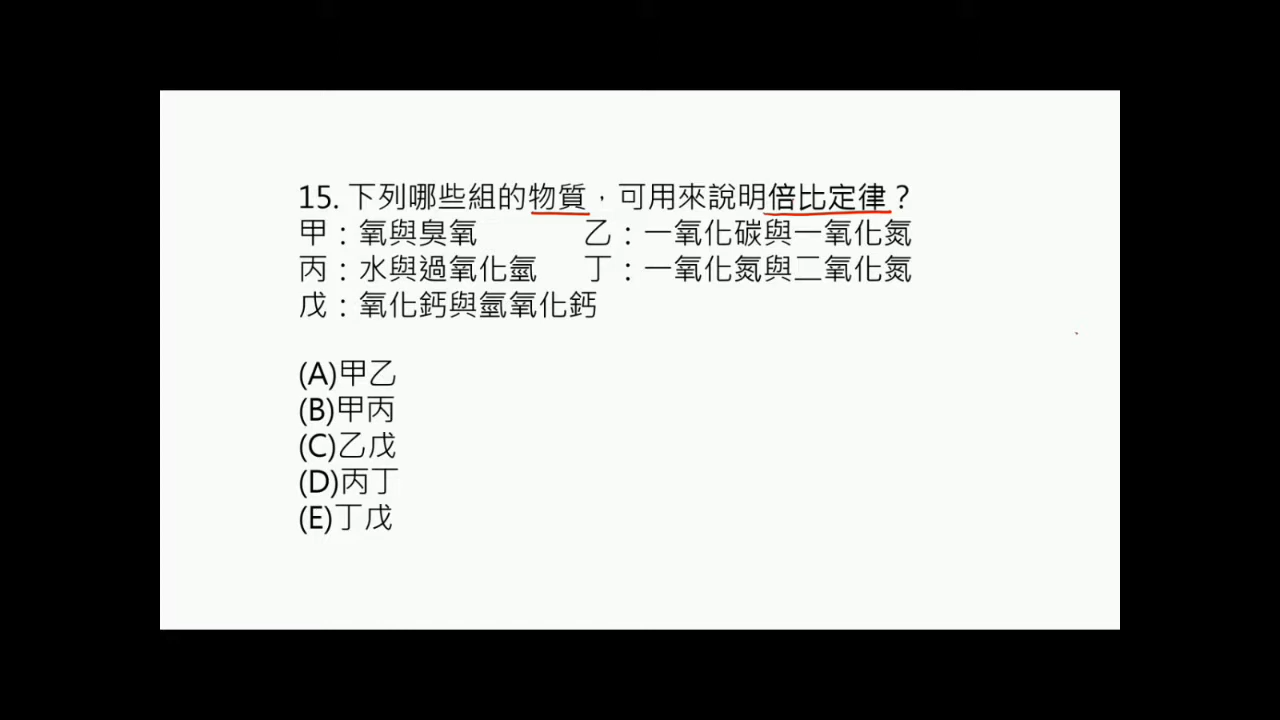 15. 下列哪些組的物質，可用來說明倍比定律？
甲：氧與臭氧 乙：一氧化碳與一氧化氮
丙：水與過氧化氫 丁：一氧化氮與二氧化氮
戊：氧化鈣與氫氧化鈣
(A)甲乙
(B)甲丙
(C)乙戊
(D)丙丁
(E)丁戊